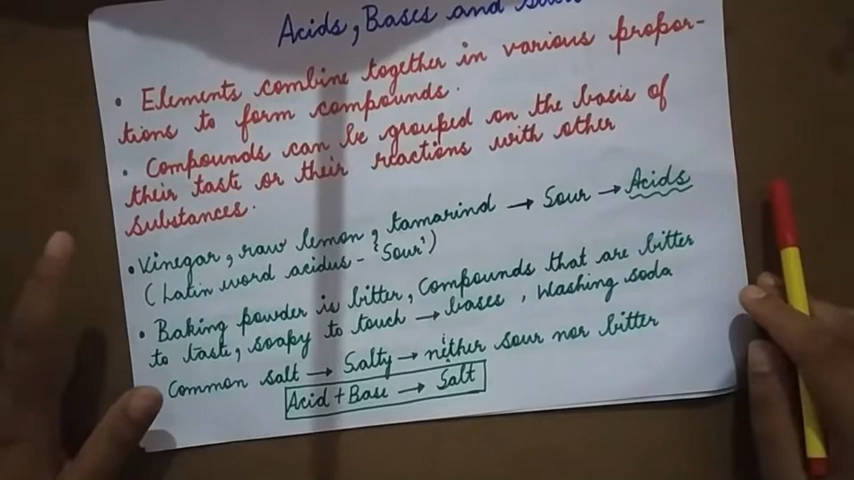 Acids, Bases and Salts
• Elements combine together in various propor-
tions to form compounds.
• Compounds can be grouped on the basis of
their taste or their reactions with other
substances.
• Vinegar, raw lemon, tamarind → Sour → Acids
(Latin word acidus - 'Sour')
• Baking powder is bitter, Compounds that are bitter
to taste, soapy to touch → bases, Washing soda
Common salt → Salty → neither sour nor bitter
Acid + Base → Salt